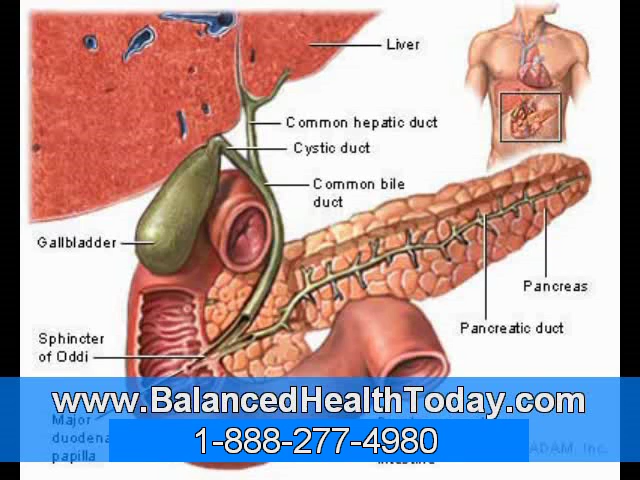 Liver
Common hepatic duct
Cystic duct
Common bile
duct
Gallbladder
Pancreas
Pancreatic duct
Sphincter
of Oddi
www.BalancedHealthToday.com
Major
papilla
1-888-277-4980
ADAM, Inc.